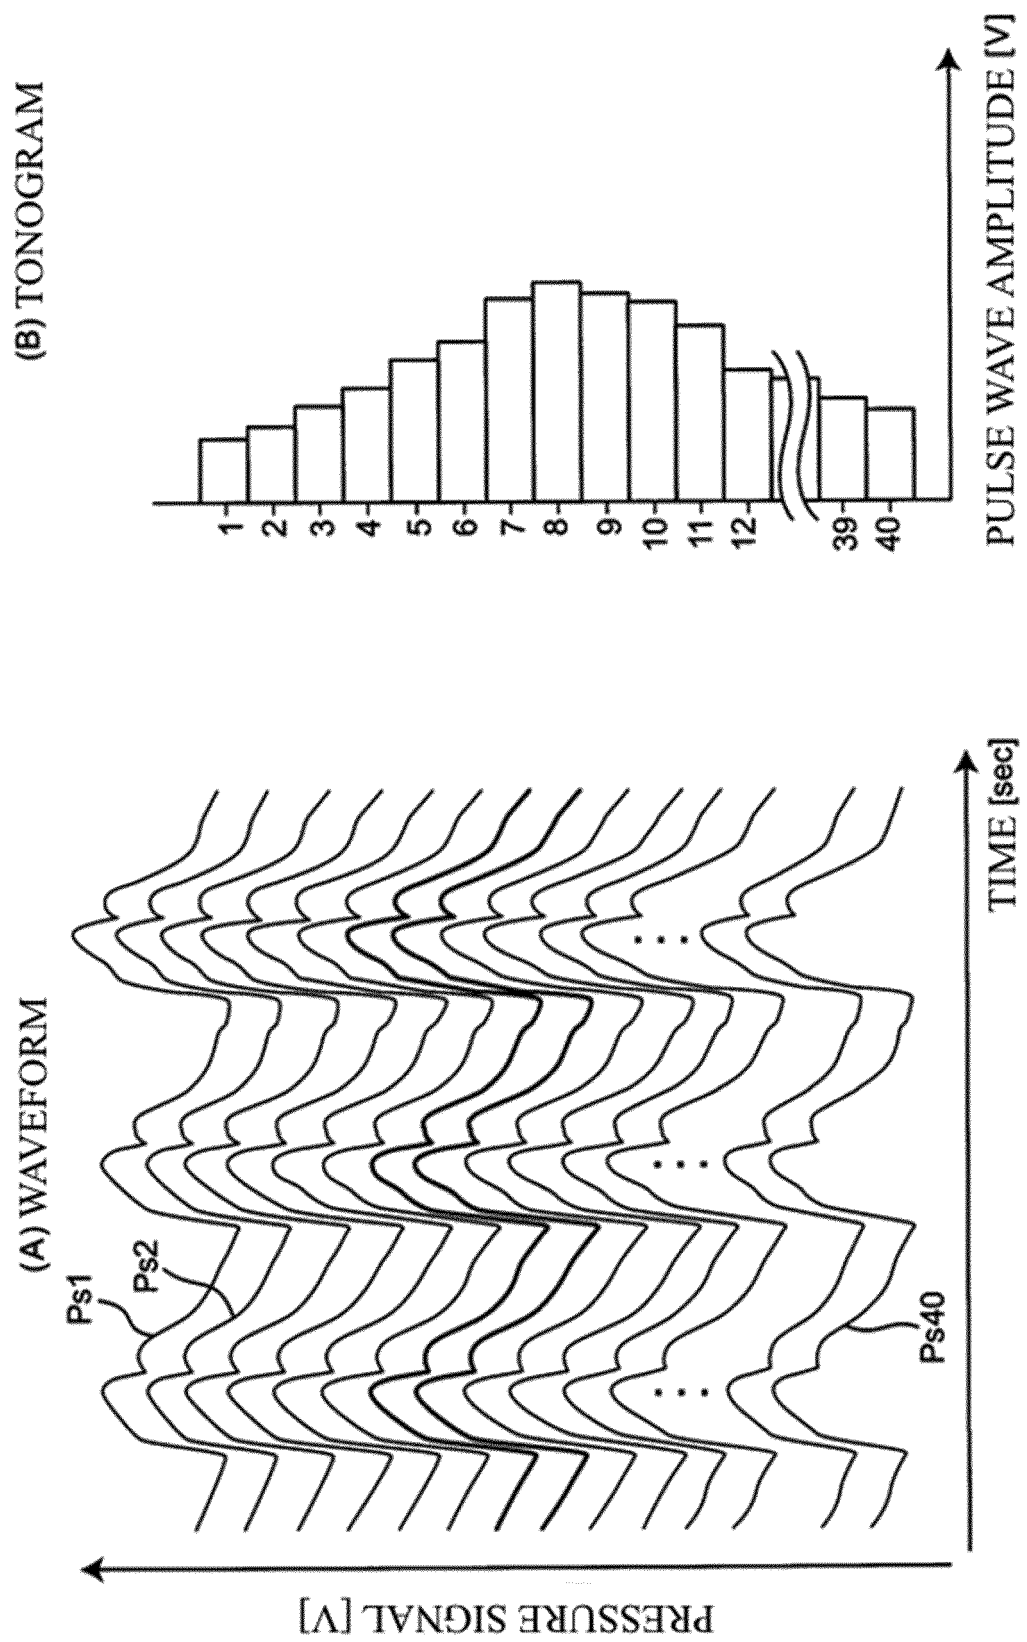 (A) WAVEFORM
Ps1
Ps2
Ps40
PRESSURE SIGNAL [V]
TIME [sec]
(B) TONOGRAM
1
2
3
4
5
6
7
8
9
10
11
12
39
40
PULSE WAVE AMPLITUDE [V]